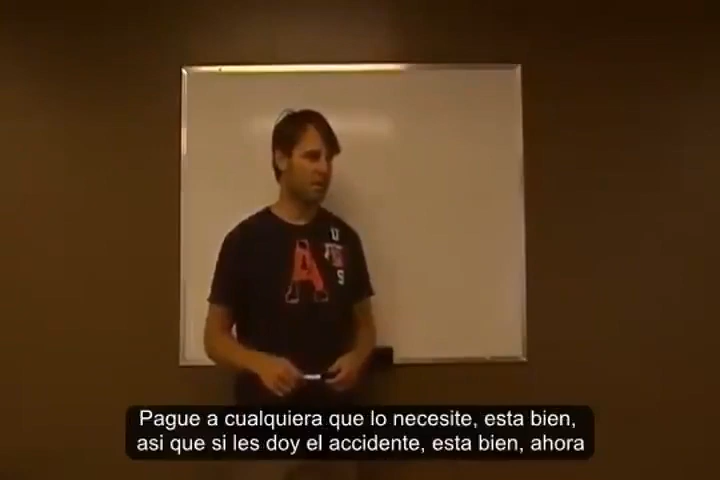 U
A
S
Pague a cualquiera que lo necesite, esta bien,
asi que si les doy el accidente, esta bien, ahora